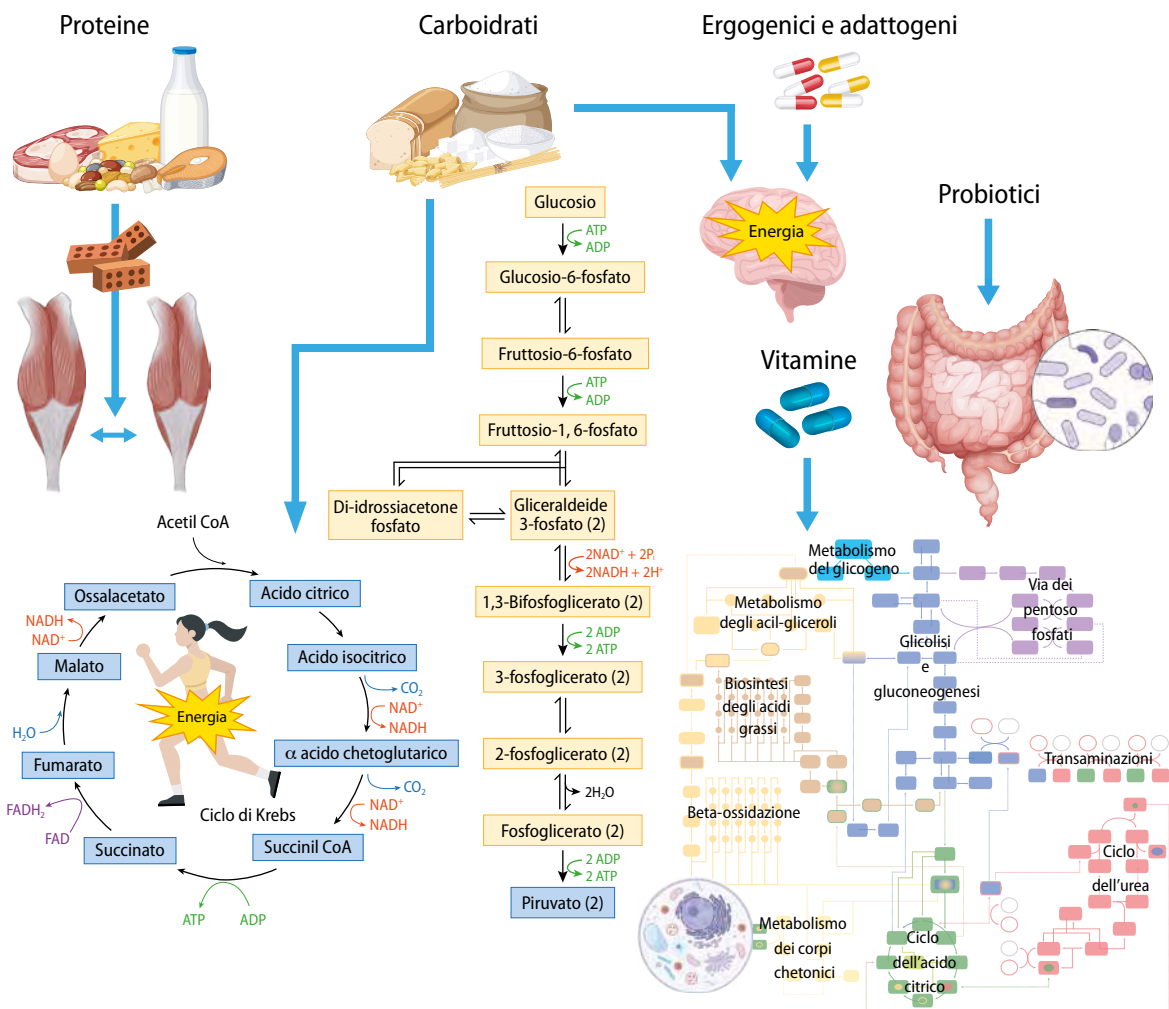 Proteine
Carboidrati
Ergogenici e adattogeni
Energia
Probiotici
Vitamine
Glucosio
ATP
ADP
Glucosio-6-fosfato
Fruttosio-6-fosfato
ATP
ADP
Fruttosio-1, 6-fosfato
Di-idrossiacetone
fosfato
Gliceraldeide
3-fosfato (2)
2NAD⁺ + 2Pᵢ
2NADH + 2H⁺
1,3-Bifosfoglicerato (2)
2 ADP
2 ATP
3-fosfoglicerato (2)
2-fosfoglicerato (2)
2H₂O
Fosfoglicerato (2)
2 ADP
2 ATP
Piruvato (2)
Acetil CoA
Ossalacetato
Acido citrico
NADH
NAD⁺
Malato
Acido isocitrico
CO₂
NAD⁺
NADH
H₂O
Energia
α acido chetoglutarico
Fumarato
CO₂
NAD⁺
NADH
FADH₂
FAD
Ciclo di Krebs
Succinato
Succinil CoA
ATP
ADP
Metabolismo
del glicogeno
Via dei
pentoso
fosfati
Metabolismo
degli acil-gliceroli
Glicolisi
e
gluconeogenesi
Biosintesi
degli acidi
grassi
Transaminazioni
Beta-ossidazione
Ciclo
dell'urea
Metabolismo
dei corpi
chetonici
Ciclo
dell'acido
citrico